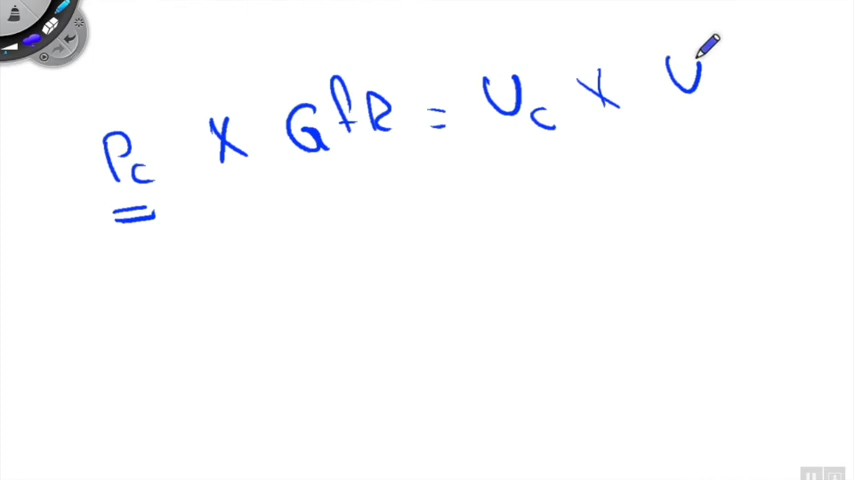 Pc x GfR = Uc x U